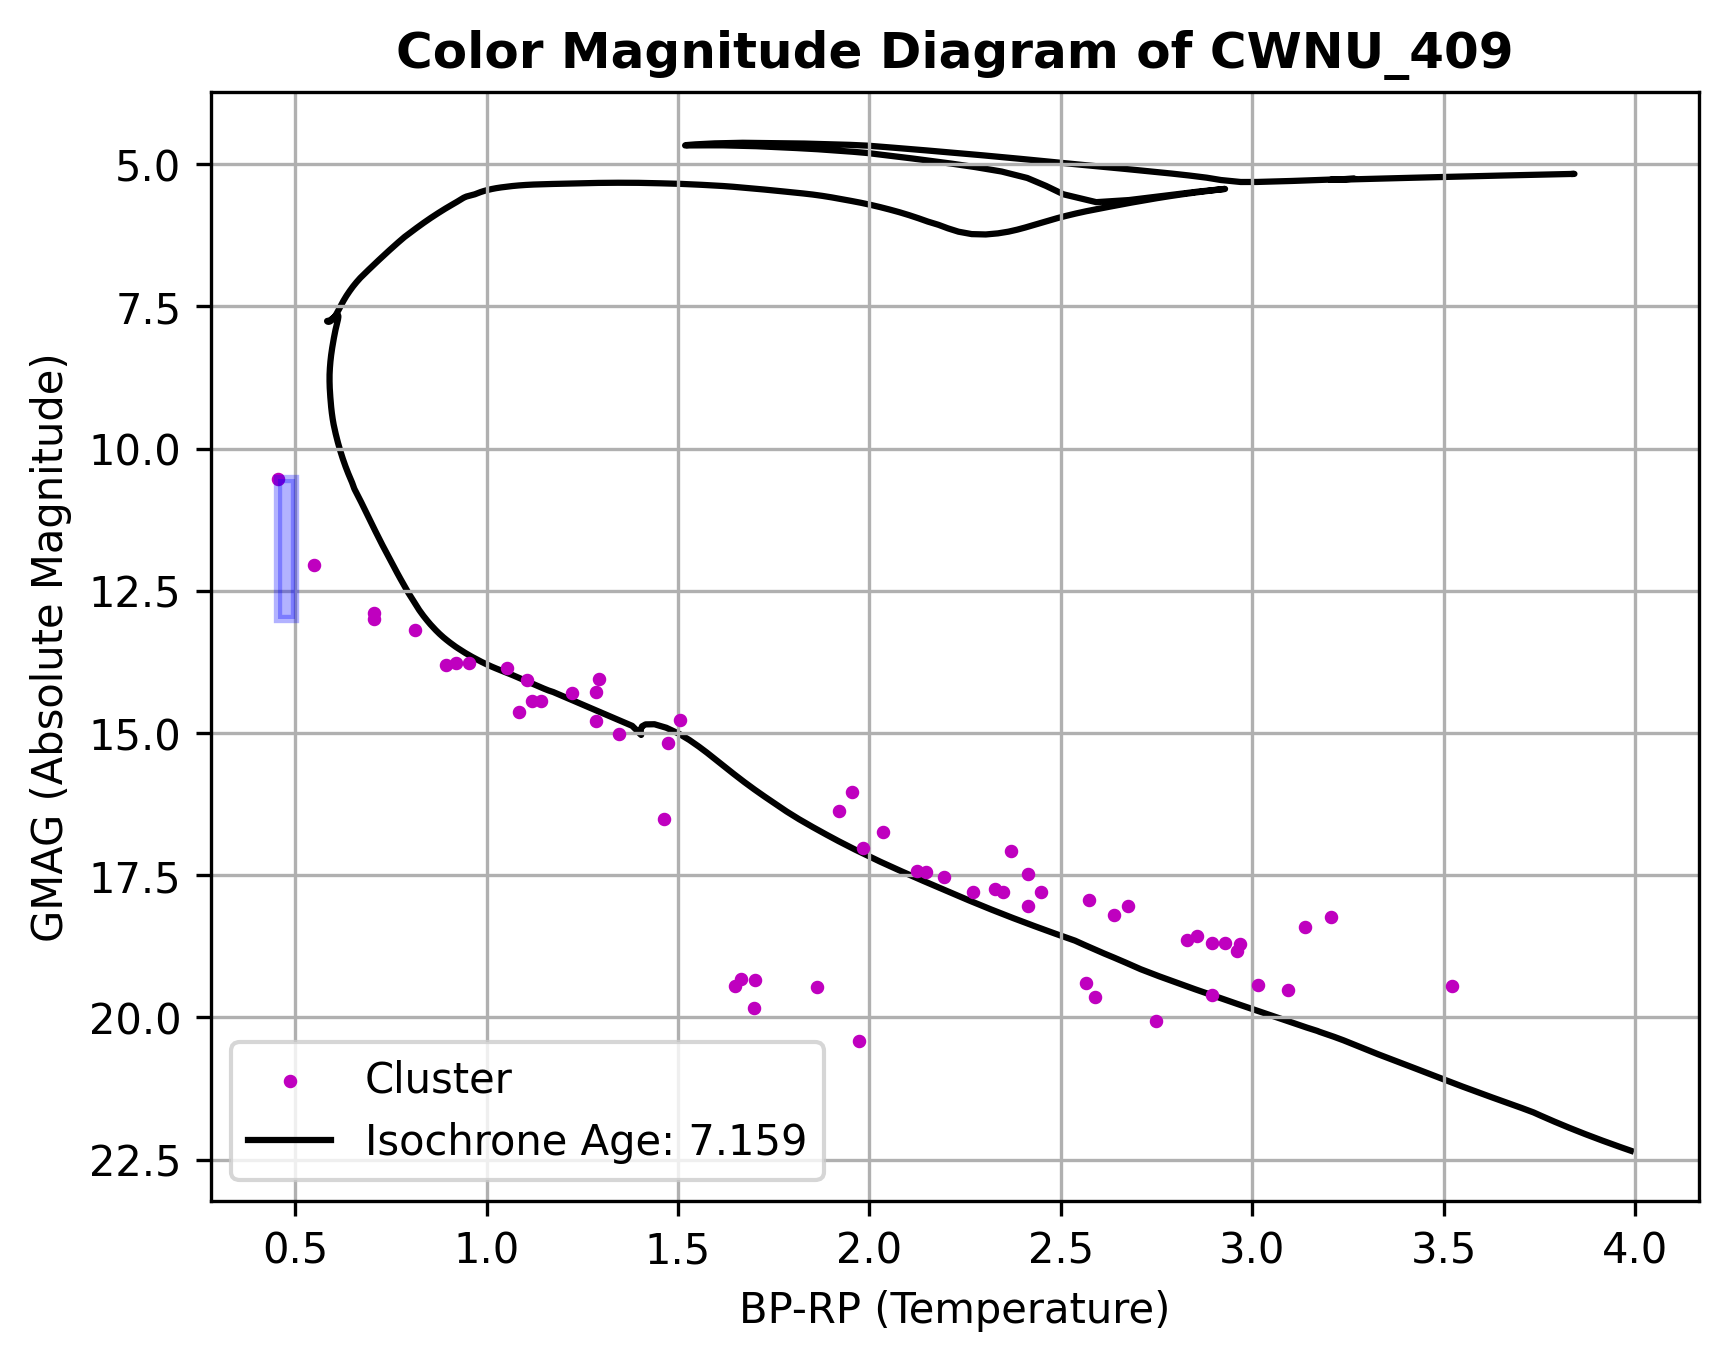 Color Magnitude Diagram of CWNU_409
GMAG (Absolute Magnitude)
5.0
7.5
10.0
12.5
15.0
17.5
20.0
22.5
Cluster
Isochrone Age: 7.159
0.5 1.0 1.5 2.0 2.5 3.0 3.5 4.0
BP-RP (Temperature)